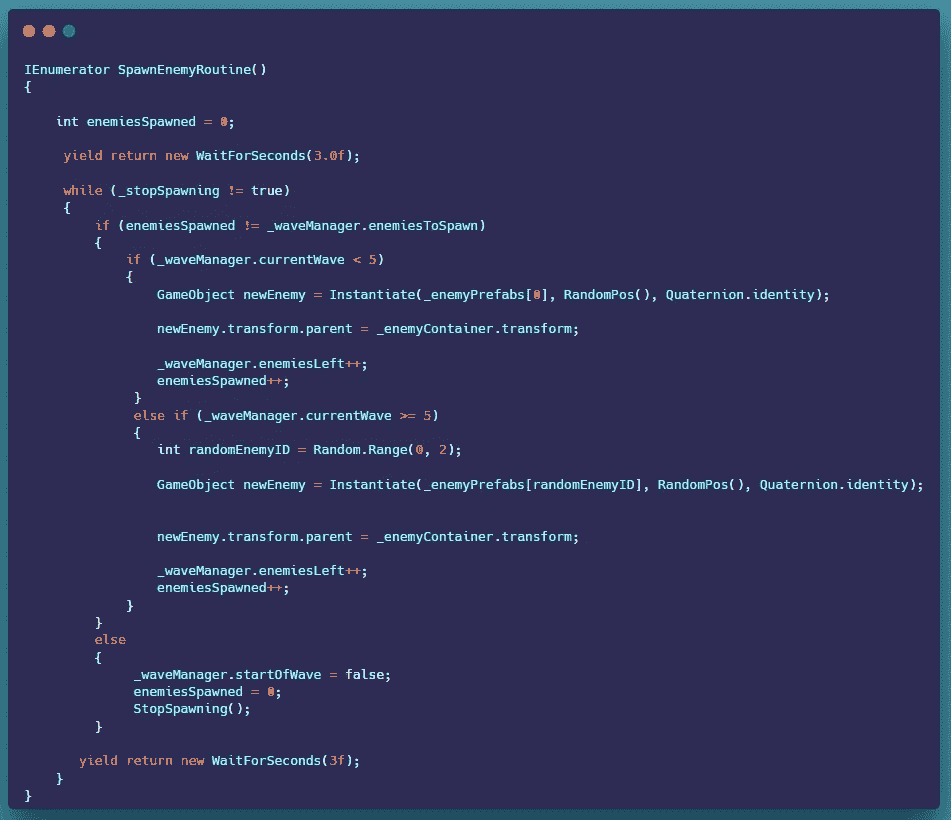 IEnumerator SpawnEnemyRoutine()
{
int enemiesSpawned = 0;
yield return new WaitForSeconds(3.0f);
while (_stopSpawning != true)
{
if (enemiesSpawned != _waveManager.enemiesToSpawn)
{
if (_waveManager.currentWave < 5)
{
GameObject newEnemy = Instantiate(_enemyPrefabs[0], RandomPos(), Quaternion.identity);
newEnemy.transform.parent = _enemyContainer.transform;
_waveManager.enemiesLeft++;
enemiesSpawned++;
}
else if (_waveManager.currentWave >= 5)
{
int randomEnemyID = Random.Range(0, 2);
GameObject newEnemy = Instantiate(_enemyPrefabs[randomEnemyID], RandomPos(), Quaternion.identity);
newEnemy.transform.parent = _enemyContainer.transform;
_waveManager.enemiesLeft++;
enemiesSpawned++;
}
}
else
{
_waveManager.startOfWave = false;
enemiesSpawned = 0;
StopSpawning();
}
yield return new WaitForSeconds(3f);
}
}